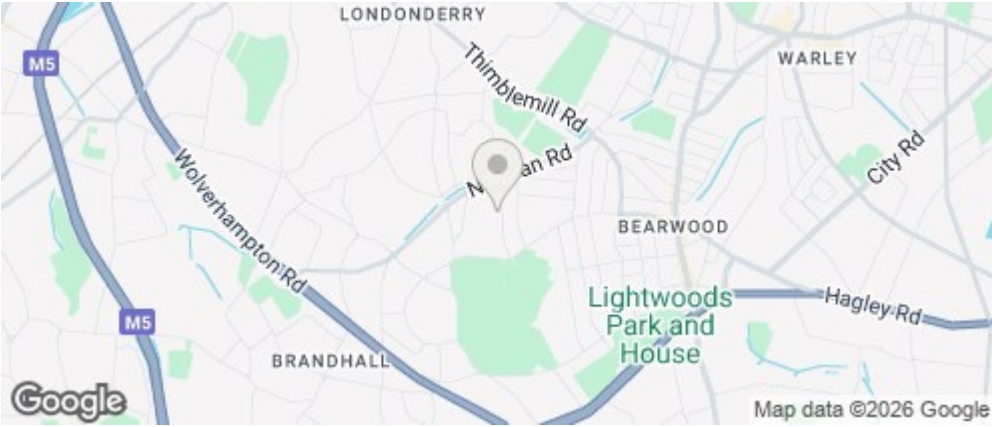 LONDONDERRY
M5
Thimblemill Rd
WARLEY
City Rd
an Rd
Wolverhampton Rd
BEARWOOD
Lightwoods
Park and
House
Hagley Rd
M5
BRANDHALL
Google
Map data ©2026 Google